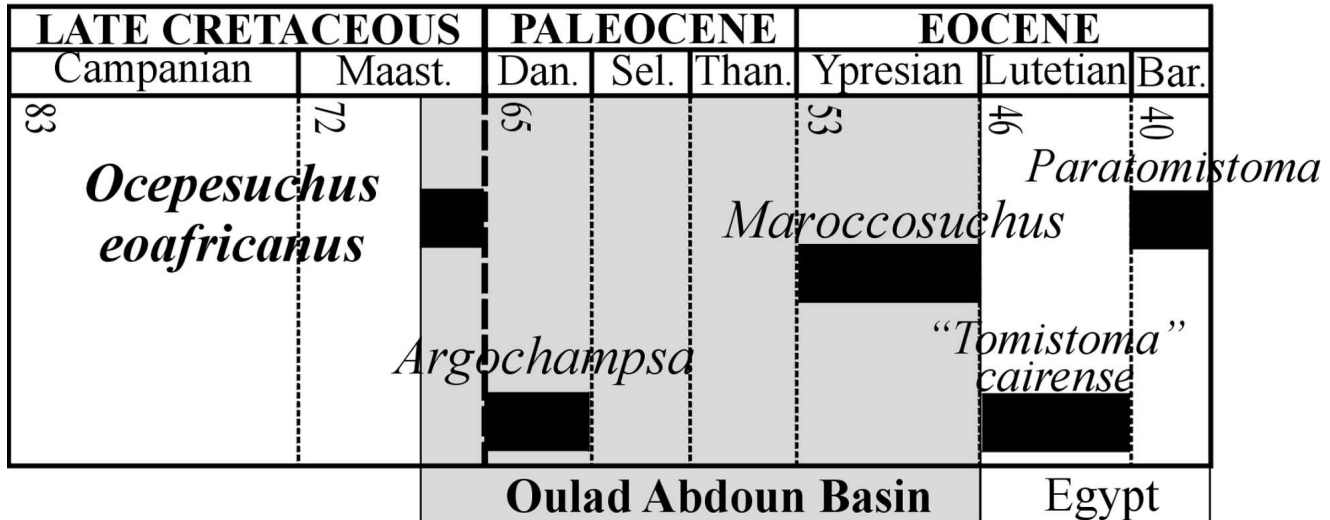 LATE CRETACEOUS PALEOCENE EOCENE
Campanian Maast. Dan. Sel. Than. Ypresian Lutetian Bar.
83 72 65 53 46 40
Paratomistoma
Ocepesuchus
eoafricanus
Maroccosuchus
Argochampsa
“Tomistoma”
cairense
Oulad Abdoun Basin Egypt